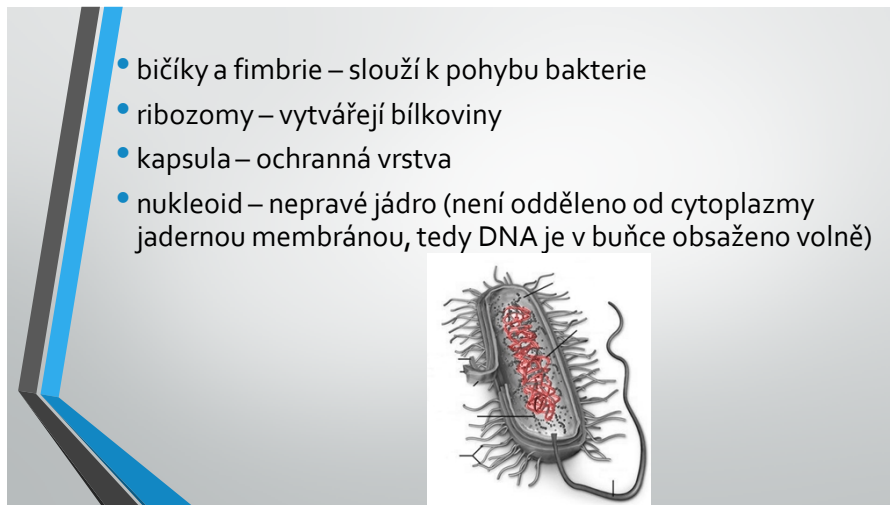 • bičíky a fimbrie – slouží k pohybu bakterie
• ribozomy – vytvářejí bílkoviny
• kapsula – ochranná vrstva
• nukleoid – nepravé jádro (není odděleno od cytoplazmy
jadernou membránou, tedy DNA je v buňce obsaženo volně)